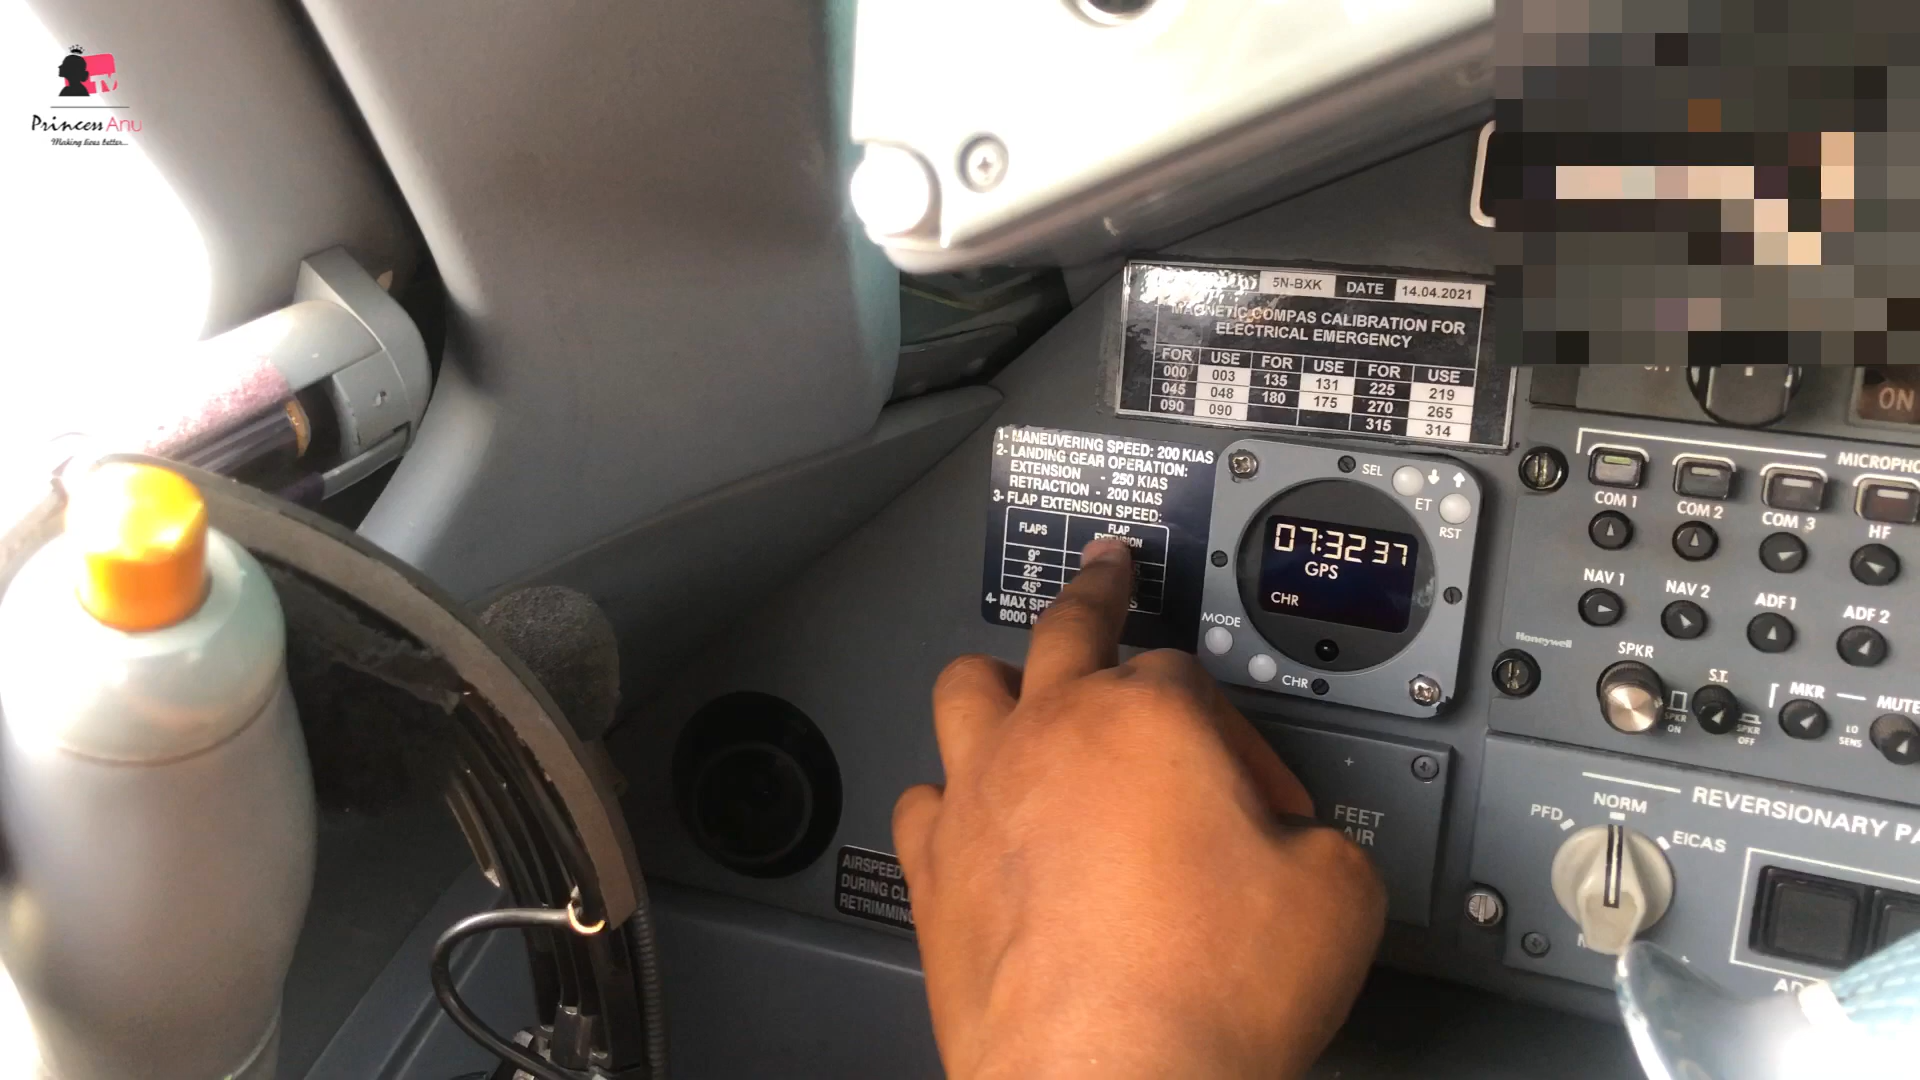 TV
Princess Anu
Making lives better...
5N-BXK DATE 14.04.2021
MAGNETIC COMPAS CALIBRATION FOR
ELECTRICAL EMERGENCY
FOR USE FOR USE FOR USE
000 003 135 131 225 219
045 048 180 175 270 265
090 090 315 314
1- MANEUVERING SPEED: 200 KIAS
2- LANDING GEAR OPERATION:
EXTENSION - 250 KIAS
RETRACTION - 200 KIAS
3- FLAP EXTENSION SPEED:
FLAPS FLAP
EXTENSION
9°
22°
45°
4- MAX
8000
SEL
ET
RST
07:32 37
GPS
CHR
MODE
CHR
ON
COM 1 COM 2 COM 3 HF
NAV 1 NAV 2 ADF 1 ADF 2
Honeywell
SPKR S.T. MKR MUTE
SPKR ON
SPKR OFF
LO SENS
FEET
AIR
AIRSPEED
DURING
RETRIMMING
REVERSIONARY
PFD NORM EICAS